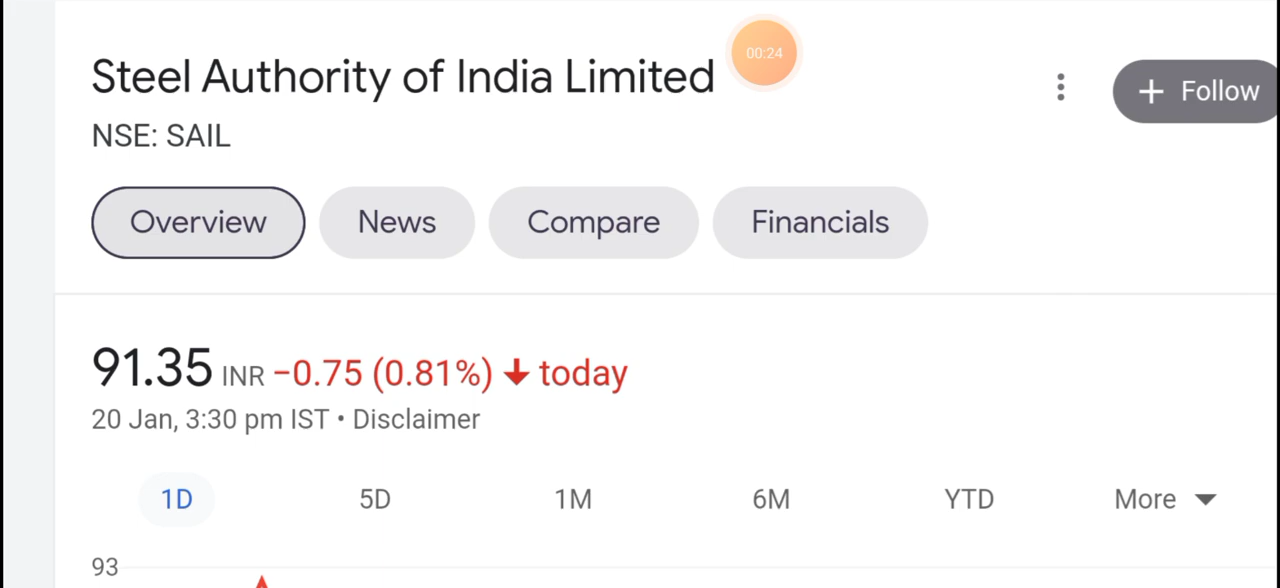 Steel Authority of India Limited
00:24
+ Follow
NSE: SAIL
Overview News Compare Financials
91.35 INR −0.75 (0.81%) ↓ today
20 Jan, 3:30 pm IST • Disclaimer
1D 5D 1M 6M YTD More
93